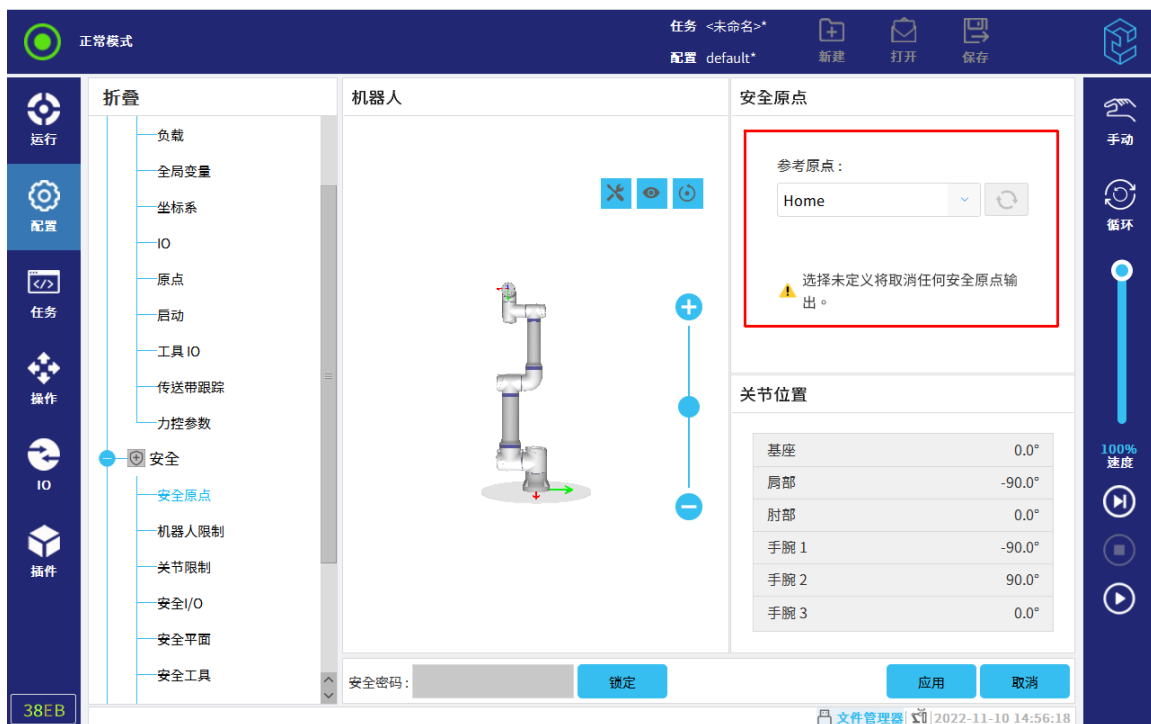 正常模式
任务 <未命名>*
配置 default*
新建
打开
保存
运行
配置
任务
操作
IO
插件
38EB
折叠
负载
全局变量
坐标系
IO
原点
启动
工具 IO
传送带跟踪
力控参数
安全
安全原点
机器人限制
关节限制
安全I/O
安全平面
安全工具
机器人
安全原点
参考原点 :
Home
选择未定义将取消任何安全原点输
出。
关节位置
基座 0.0°
肩部 -90.0°
肘部 0.0°
手腕 1 -90.0°
手腕 2 90.0°
手腕 3 0.0°
安全密码 :
锁定
应用
取消
手动
循环
100%
速度
文件管理器
2022-11-10 14:56:18